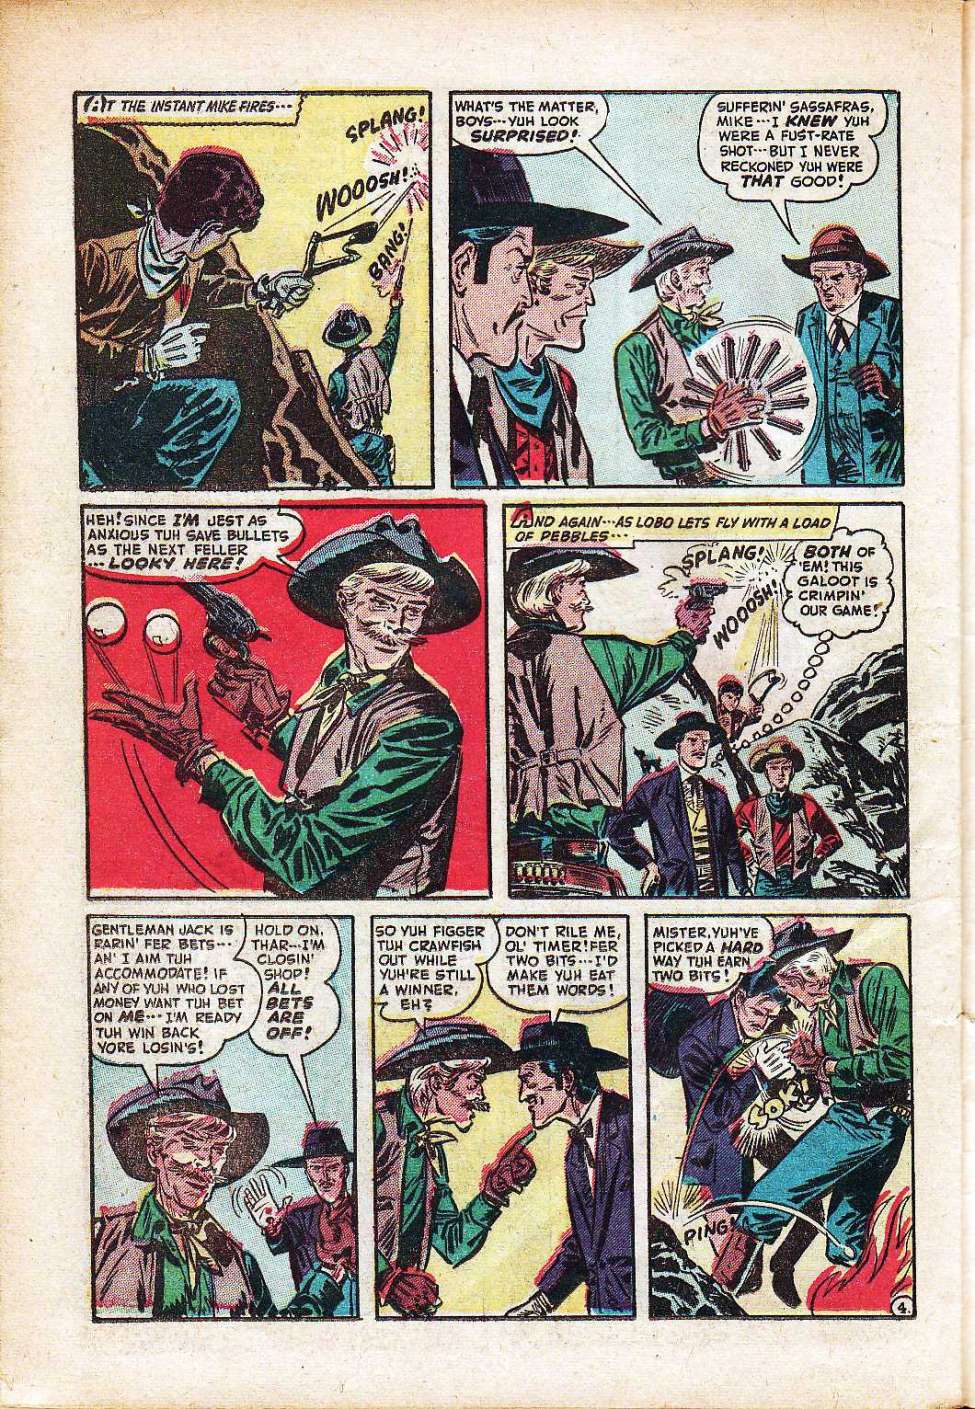 AT THE INSTANT MIKE FIRES---
SPLANG!
WOOOSH!
BANG!
WHAT'S THE MATTER,
BOYS---YUH LOOK
SURPRISED!
SUFFERIN' SASSAFRAS,
MIKE---I KNEW YUH
WERE A FUST-RATE
SHOT---BUT I NEVER
RECKONED YUH WERE
THAT GOOD!
HEH! SINCE I'M JEST AS
ANXIOUS TUH SAVE BULLETS
AS THE NEXT FELLER
---LOOKY HERE!
AND AGAIN---AS LOBO LETS FLY WITH A LOAD
OF PEBBLES---
SPLANG!
WOOOSH!
BOTH OF
'EM! THIS
GALOOT IS
CRIMPIN'
OUR GAME!
GENTLEMAN JACK IS
RARIN' FER BETS---
AN' I AIM TUH
ACCOMMODATE! IF
ANY OF YUH WHO LOST
MONEY WANT TUH BET
ON ME---I'M READY
TUH WIN BACK
YORE LOSIN'S!
HOLD ON,
THAR---I'M
CLOSIN'
SHOP!
ALL
BETS
ARE
OFF!
SO YUH FIGGER
TUH CRAWFISH
OUT WHILE
YUH'RE STILL
A WINNER,
EH?
DON'T RILE ME,
OL' TIMER! FER
TWO BITS---I'D
MAKE YUH EAT
THEM WORDS!
MISTER, YUH'VE
PICKED A HARD
WAY TUH EARN
TWO BITS!
SOK!
PING!
4.